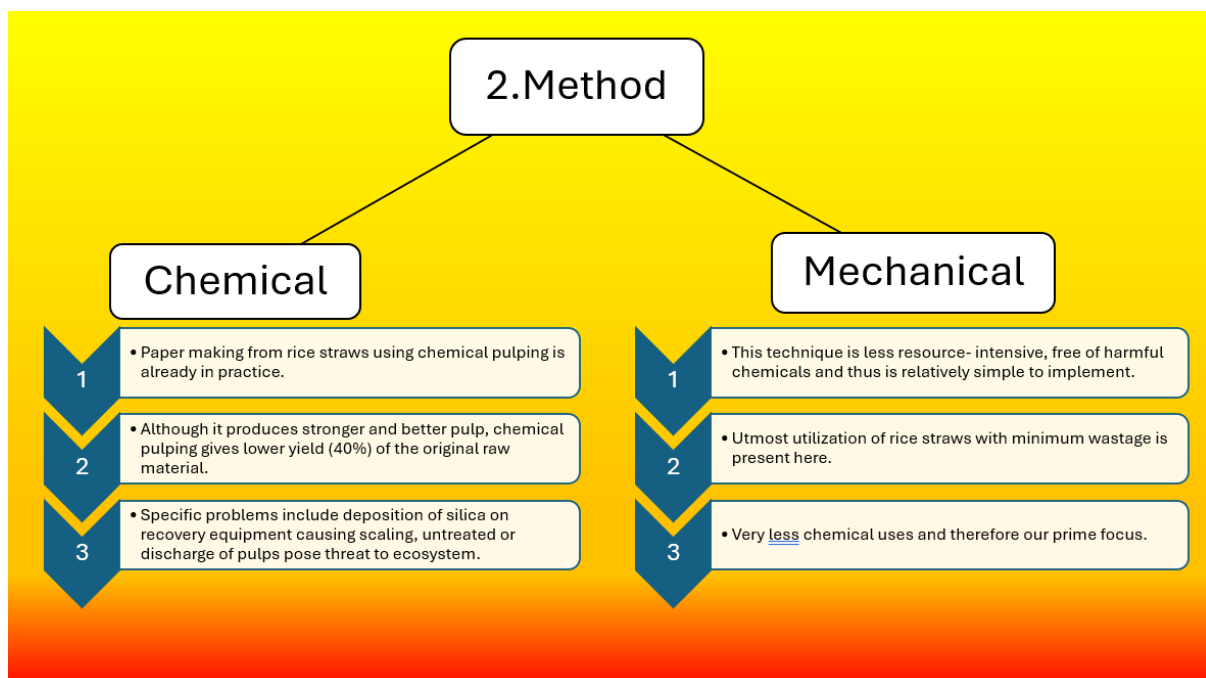 2.Method
Chemical
1
• Paper making from rice straws using chemical pulping is
already in practice.
2
• Although it produces stronger and better pulp, chemical
pulping gives lower yield (40%) of the original raw
material.
3
• Specific problems include deposition of silica on
recovery equipment causing scaling, untreated or
discharge of pulps pose threat to ecosystem.
Mechanical
1
• This technique is less resource- intensive, free of harmful
chemicals and thus is relatively simple to implement.
2
• Utmost utilization of rice straws with minimum wastage is
present here.
3
• Very less chemical uses and therefore our prime focus.